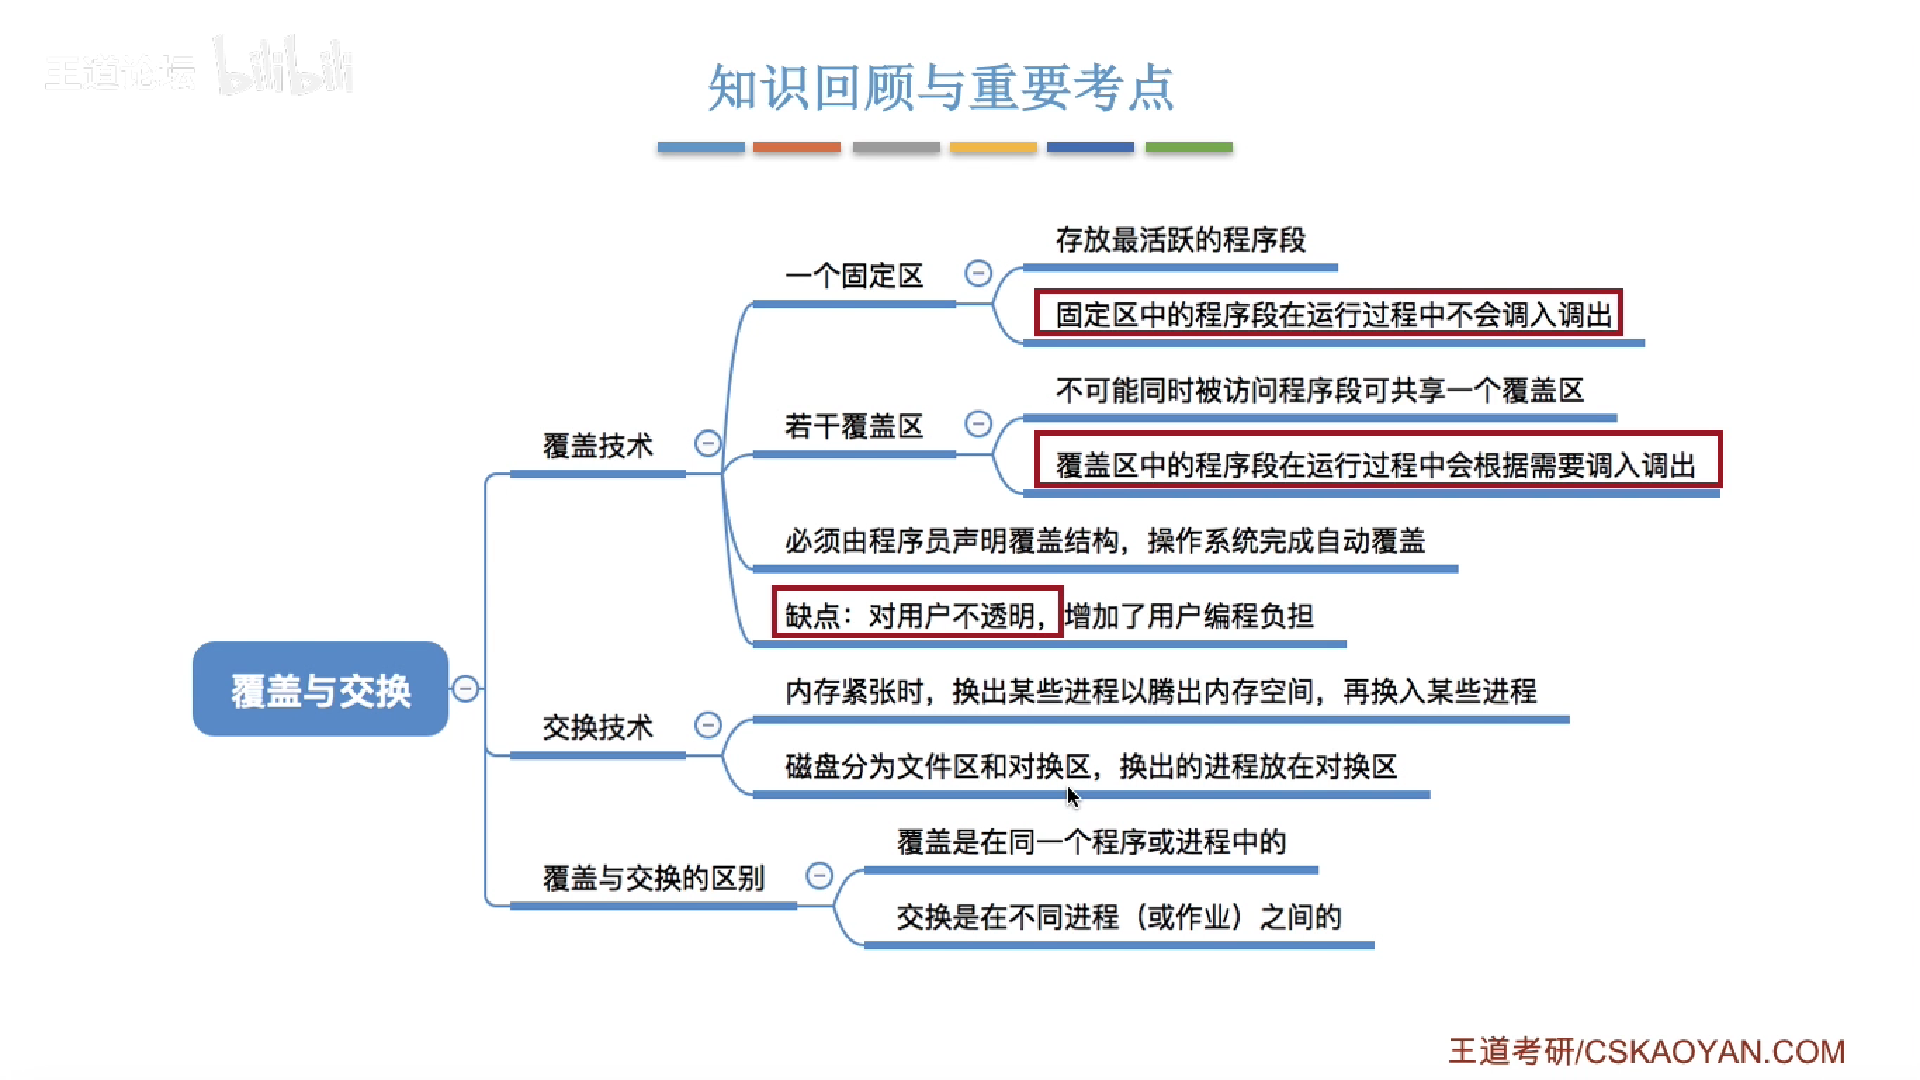 王道论坛 bilibili
知识回顾与重要考点
存放最活跃的程序段
一个固定区
固定区中的程序段在运行过程中不会调入调出
不可能同时被访问程序段可共享一个覆盖区
若干覆盖区
覆盖技术
覆盖区中的程序段在运行过程中会根据需要调入调出
必须由程序员声明覆盖结构，操作系统完成自动覆盖
缺点：对用户不透明，增加了用户编程负担
覆盖与交换
内存紧张时，换出某些进程以腾出内存空间，再换入某些进程
交换技术
磁盘分为文件区和对换区，换出的进程放在对换区
覆盖是在同一个程序或进程中的
覆盖与交换的区别
交换是在不同进程（或作业）之间的
王道考研/CSKAOYAN.COM